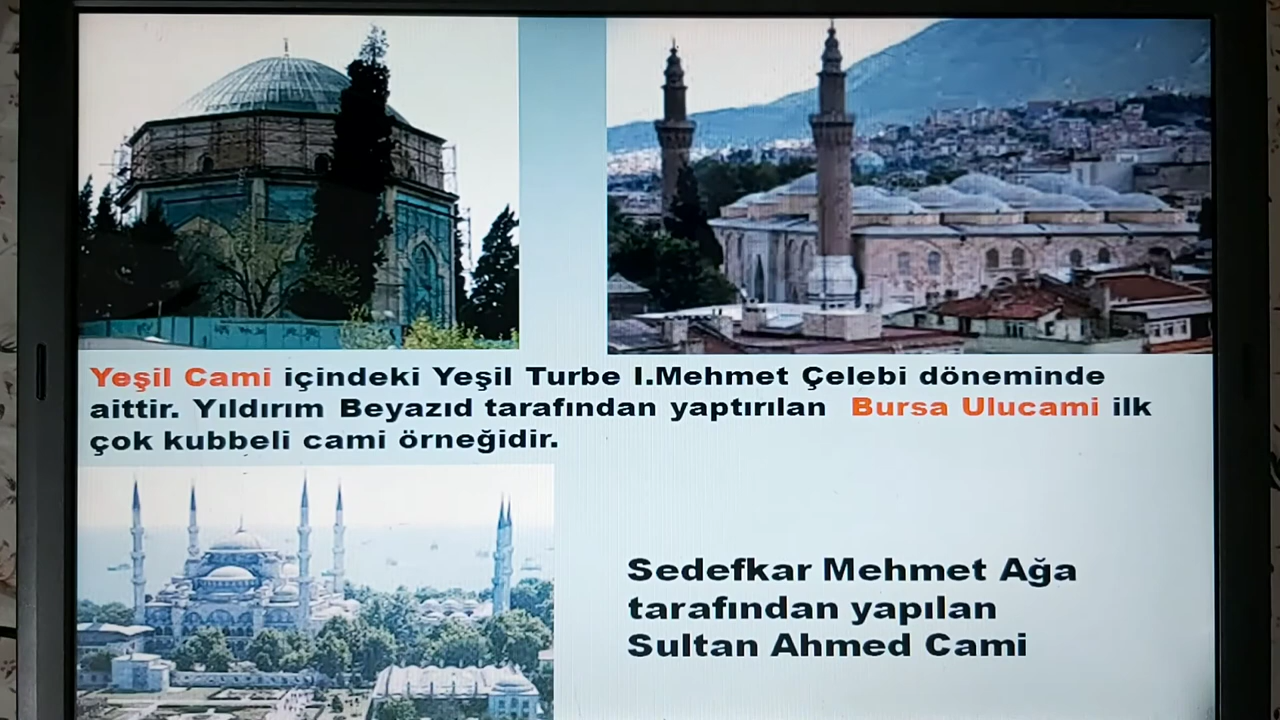 Yeşil Cami içindeki Yeşil Turbe I.Mehmet Çelebi döneminde
aittir. Yıldırım Beyazıd tarafından yaptırılan Bursa Ulucami ilk
çok kubbeli cami örneğidir.
Sedefkar Mehmet Ağa
tarafından yapılan
Sultan Ahmed Cami